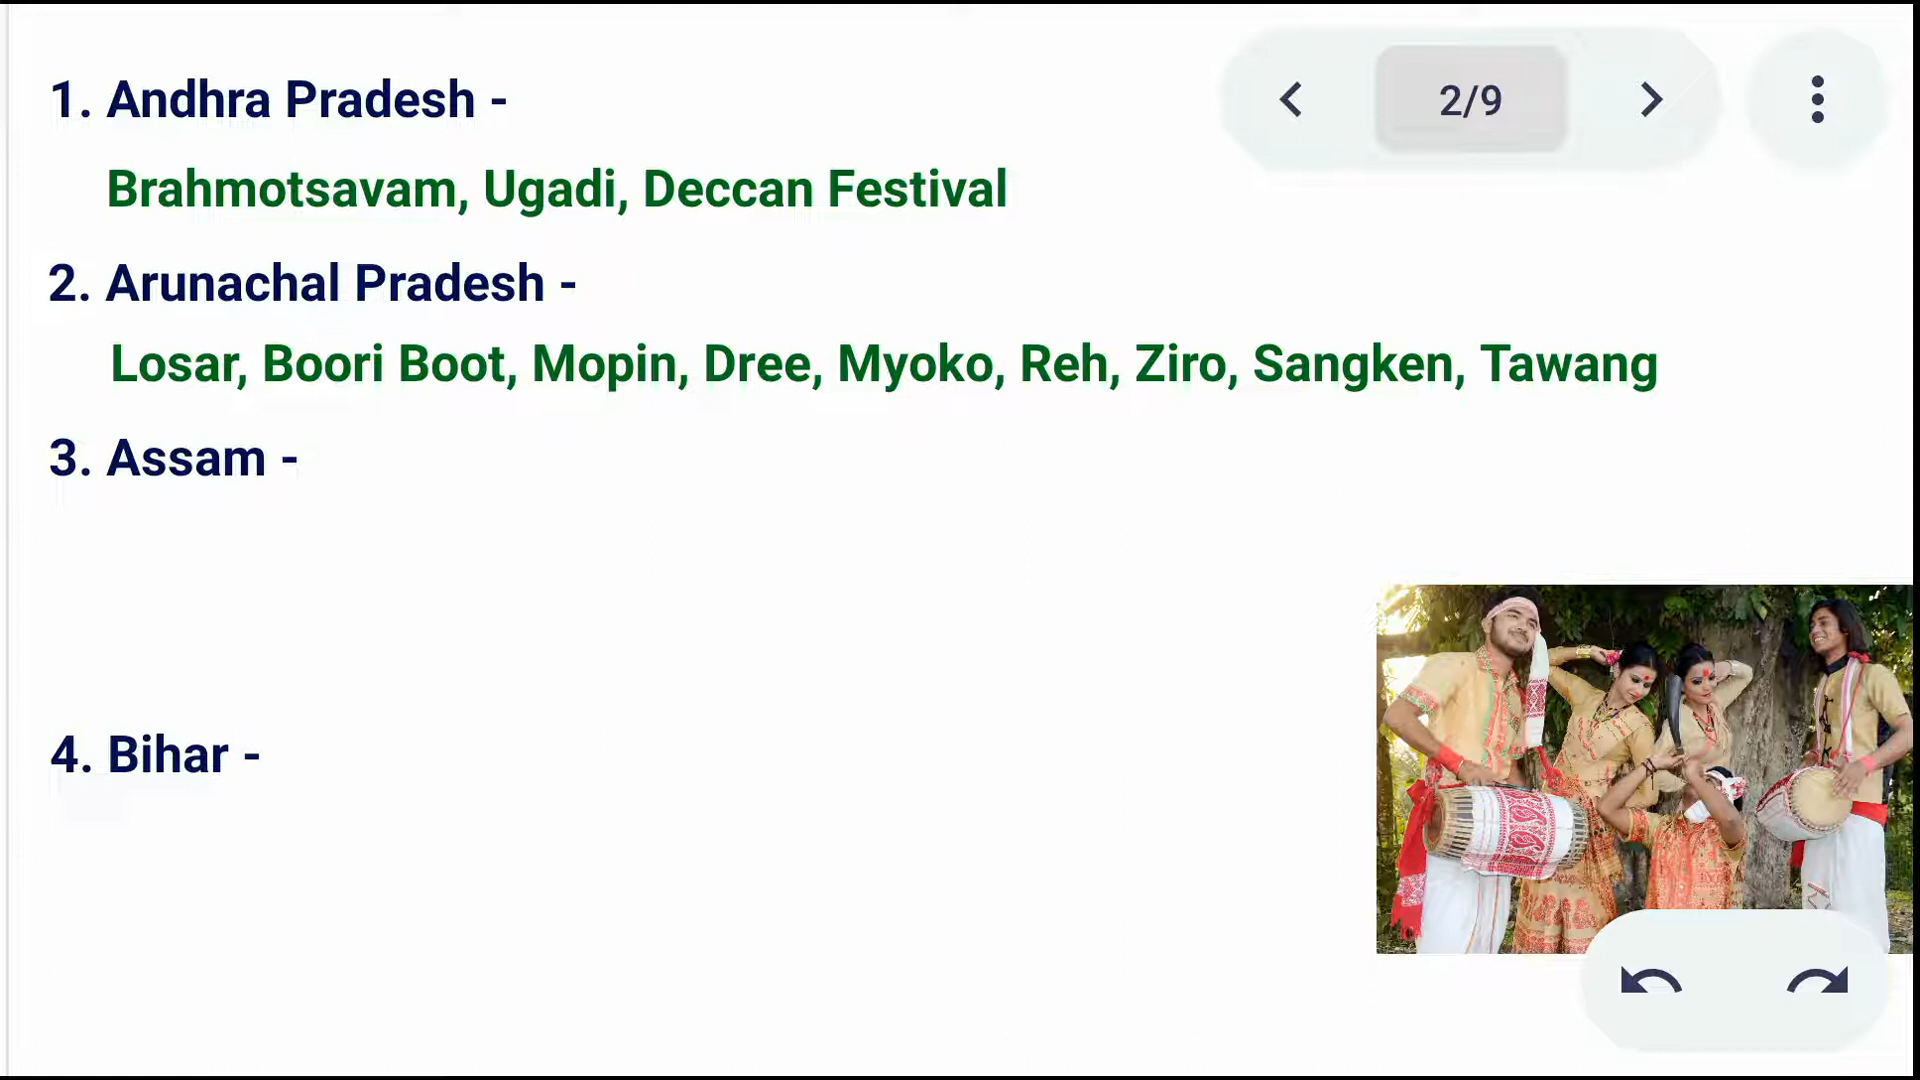 1. Andhra Pradesh -
2/9
Brahmotsavam, Ugadi, Deccan Festival
2. Arunachal Pradesh -
Losar, Boori Boot, Mopin, Dree, Myoko, Reh, Ziro, Sangken, Tawang
3. Assam -
4. Bihar -